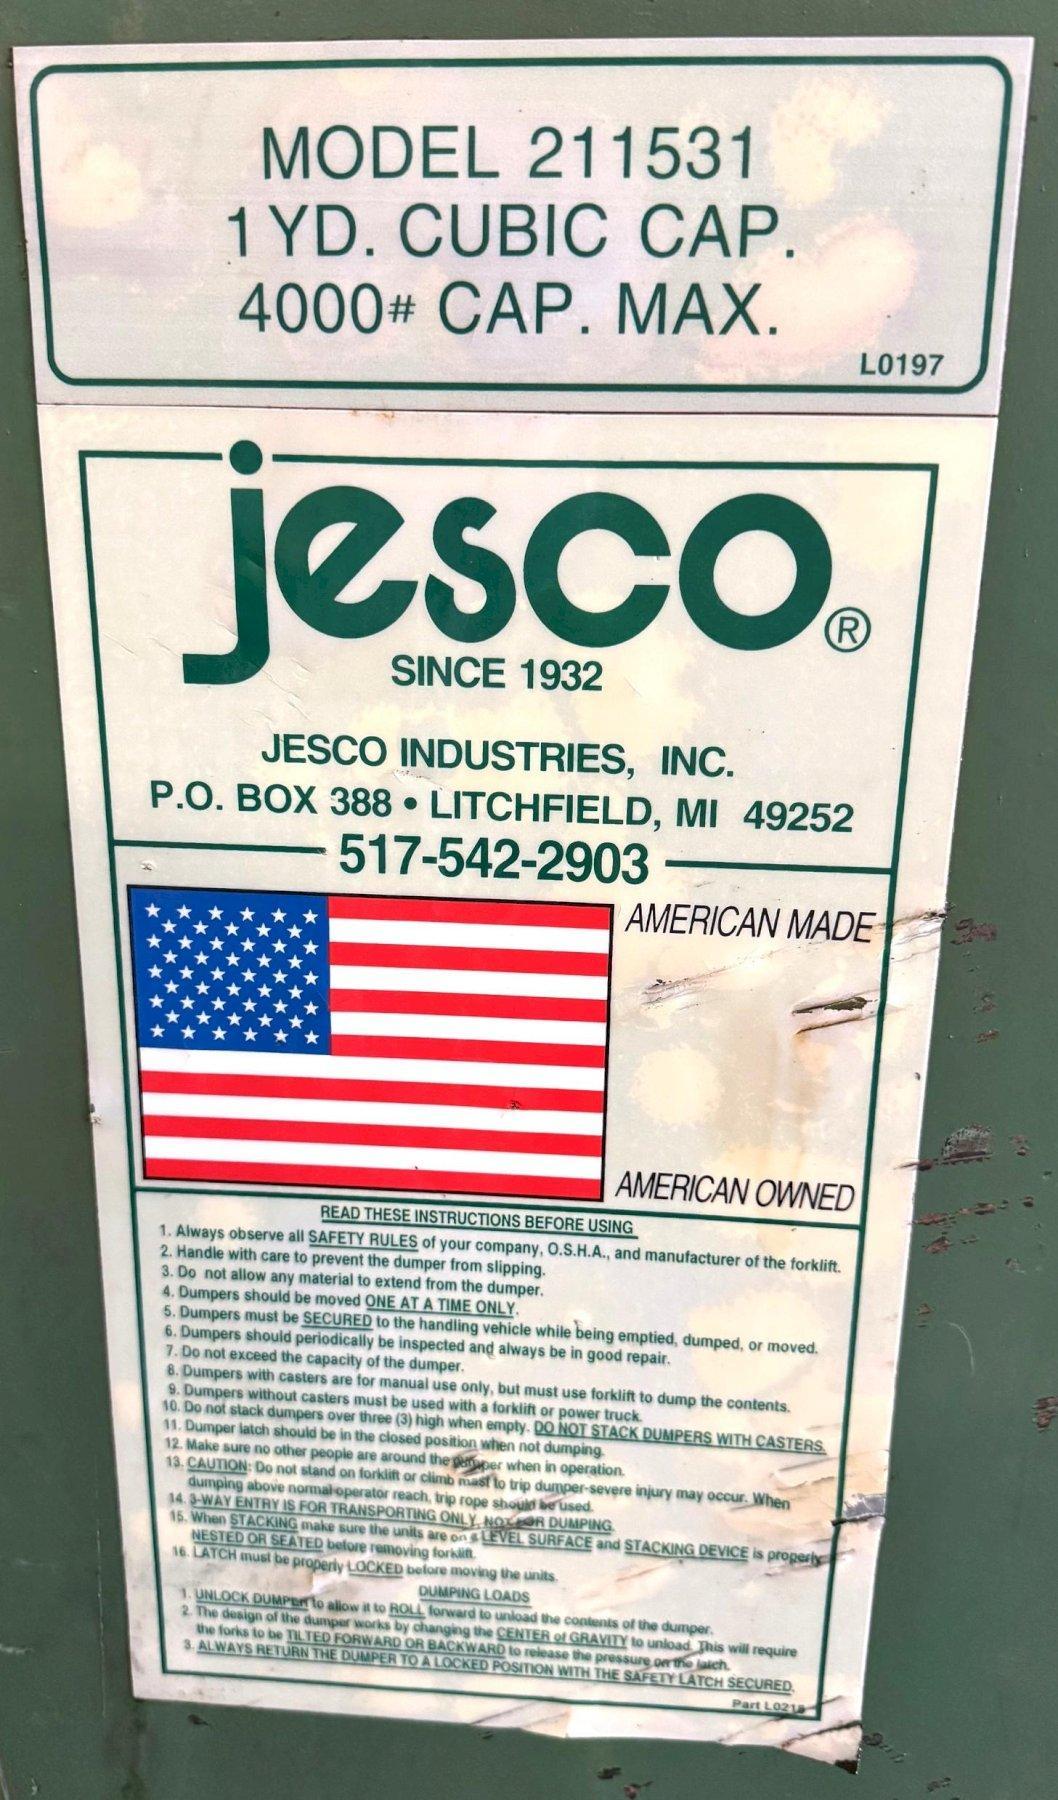 MODEL 211531
1 YD. CUBIC CAP.
4000# CAP. MAX.
L0197
jesco®
SINCE 1932
JESCO INDUSTRIES, INC.
P.O. BOX 388 • LITCHFIELD, MI 49252
517-542-2903
AMERICAN MADE
AMERICAN OWNED
READ THESE INSTRUCTIONS BEFORE USING
1. Always observe all SAFETY RULES of your company, O.S.H.A., and manufacturer of the forklift.
2. Handle with care to prevent the dumper from slipping.
3. Do not allow any material to extend from the dumper.
4. Dumpers should be moved ONE AT A TIME ONLY.
5. Dumpers must be SECURED to the handling vehicle while being emptied, dumped, or moved.
6. Dumpers should periodically be inspected and always be in good repair.
7. Do not exceed the capacity of the dumper.
8. Dumpers with casters are for manual use only, but must use forklift to dump the contents.
9. Dumpers without casters must be used with a forklift or power truck.
10. Do not stack dumpers over three (3) high when empty. DO NOT STACK DUMPERS WITH CASTERS.
11. Dumper latch should be in the closed position when not dumping.
12. Make sure no other people are around the dumper when in operation.
13. CAUTION: Do not stand on forklift or climb mast to trip dumper-severe injury may occur. When
dumping above normal operator reach, trip rope should be used.
14. 3-WAY ENTRY IS FOR TRANSPORTING ONLY, NOT FOR DUMPING.
15. When STACKING make sure the units are on a LEVEL SURFACE and STACKING DEVICE is properly
NESTED OR SEATED before removing forklift.
16. LATCH must be properly LOCKED before moving the units.
DUMPING LOADS
1. UNLOCK DUMPER to allow it to ROLL forward to unload the contents of the dumper.
2. The design of the dumper works by changing the CENTER of GRAVITY to unload. This will require
the forks to be TILTED FORWARD OR BACKWARD to release the pressure on the latch.
3. ALWAYS RETURN THE DUMPER TO A LOCKED POSITION WITH THE SAFETY LATCH SECURED.
Part